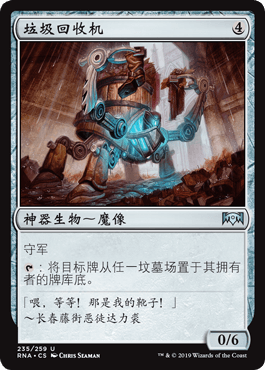 垃圾回收机 4
神器生物～魔像
守军
：将目标牌从任一坟墓场置于其拥有
者的牌库底。
「喂，等等！那是我的靴子！」
～长春藤街恶徒达力裘
0/6
235/259 U
RNA • CS CHRIS SEAMAN
™ & © 2019 Wizards of the Coast